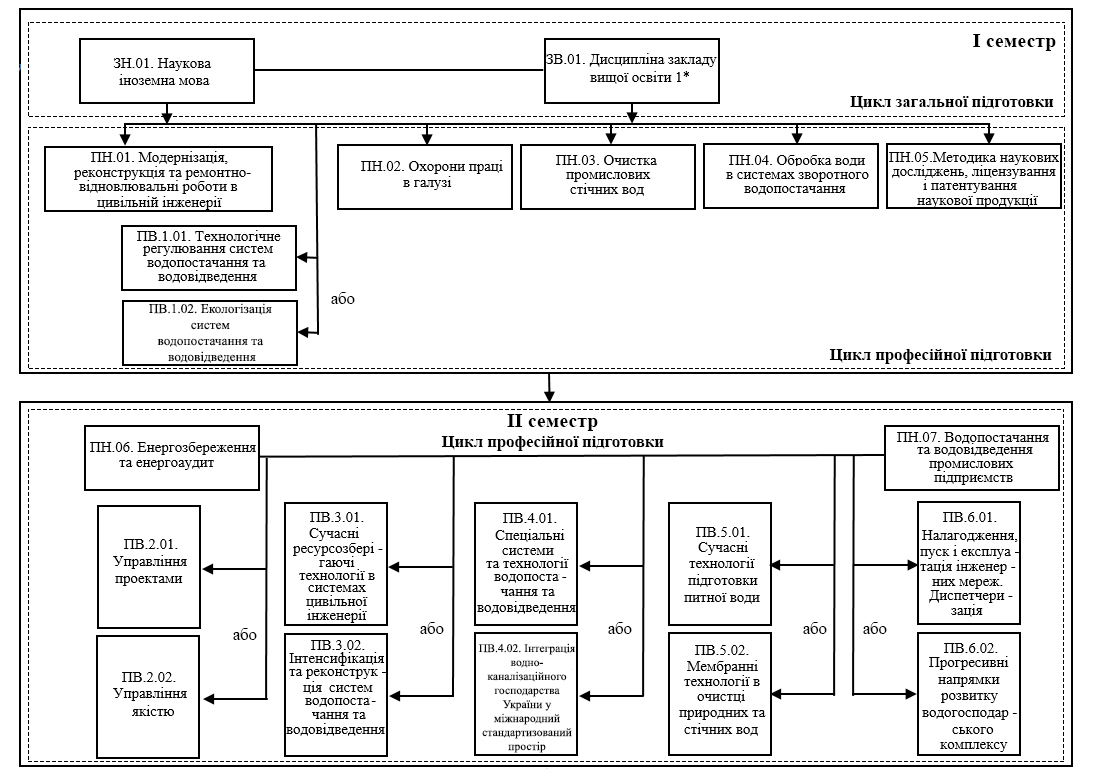 І семестр
ЗН.01. Наукова
іноземна мова
ЗВ.01. Дисципліна закладу
вищої освіти 1*
Цикл загальної підготовки
ПН.01. Модернізація,
реконструкція та ремонтно-
відновлювальні роботи в
цивільній інженерії
ПН.02. Охорони праці
в галузі
ПН.03. Очистка
промислових
стічних вод
ПН.04. Обробка води
в системах зворотного
водопостачання
ПН.05.Методика наукових
досліджень, ліцензування
і патентування
наукової продукції
ПВ.1.01. Технологічне
регулювання систем
водопостачання та
водовідведення
або
ПВ.1.02. Екологізація
систем
водопостачання та
водовідведення
Цикл професійної підготовки
ІІ семестр
Цикл професійної підготовки
ПН.06. Енергозбереження
та енергоаудит
ПН.07. Водопостачання
та водовідведення
промислових
підприємств
ПВ.2.01.
Управління
проектами
ПВ.3.01.
Сучасні
ресурсозбері -
гаючі
технології в
системах
цивільної
інженерії
ПВ.4.01.
Спеціальні
системи
та технології
водопоста -
чання та
водовідведення
ПВ.5.01.
Сучасні
технології
підготовки
питної води
ПВ.6.01.
Налагодження,
пуск і експлуа -
тація інженер -
них мереж.
Диспетчери -
зація
або
або
або
або
або
ПВ.2.02.
Управління
якістю
ПВ.3.02.
Інтенсифікація
та реконструк -
ція систем
водопоста-
чання та
водовідведення
ПВ.4.02. Інтеграція
водно-
каналізаційного
господарства
України у
міжнародний
стандартизований
простір
ПВ.5.02.
Мембранні
технології в
очистці
природних та
стічних вод
ПВ.6.02.
Прогресивні
напрямки
розвитку
водогосподар -
ського
комплексу